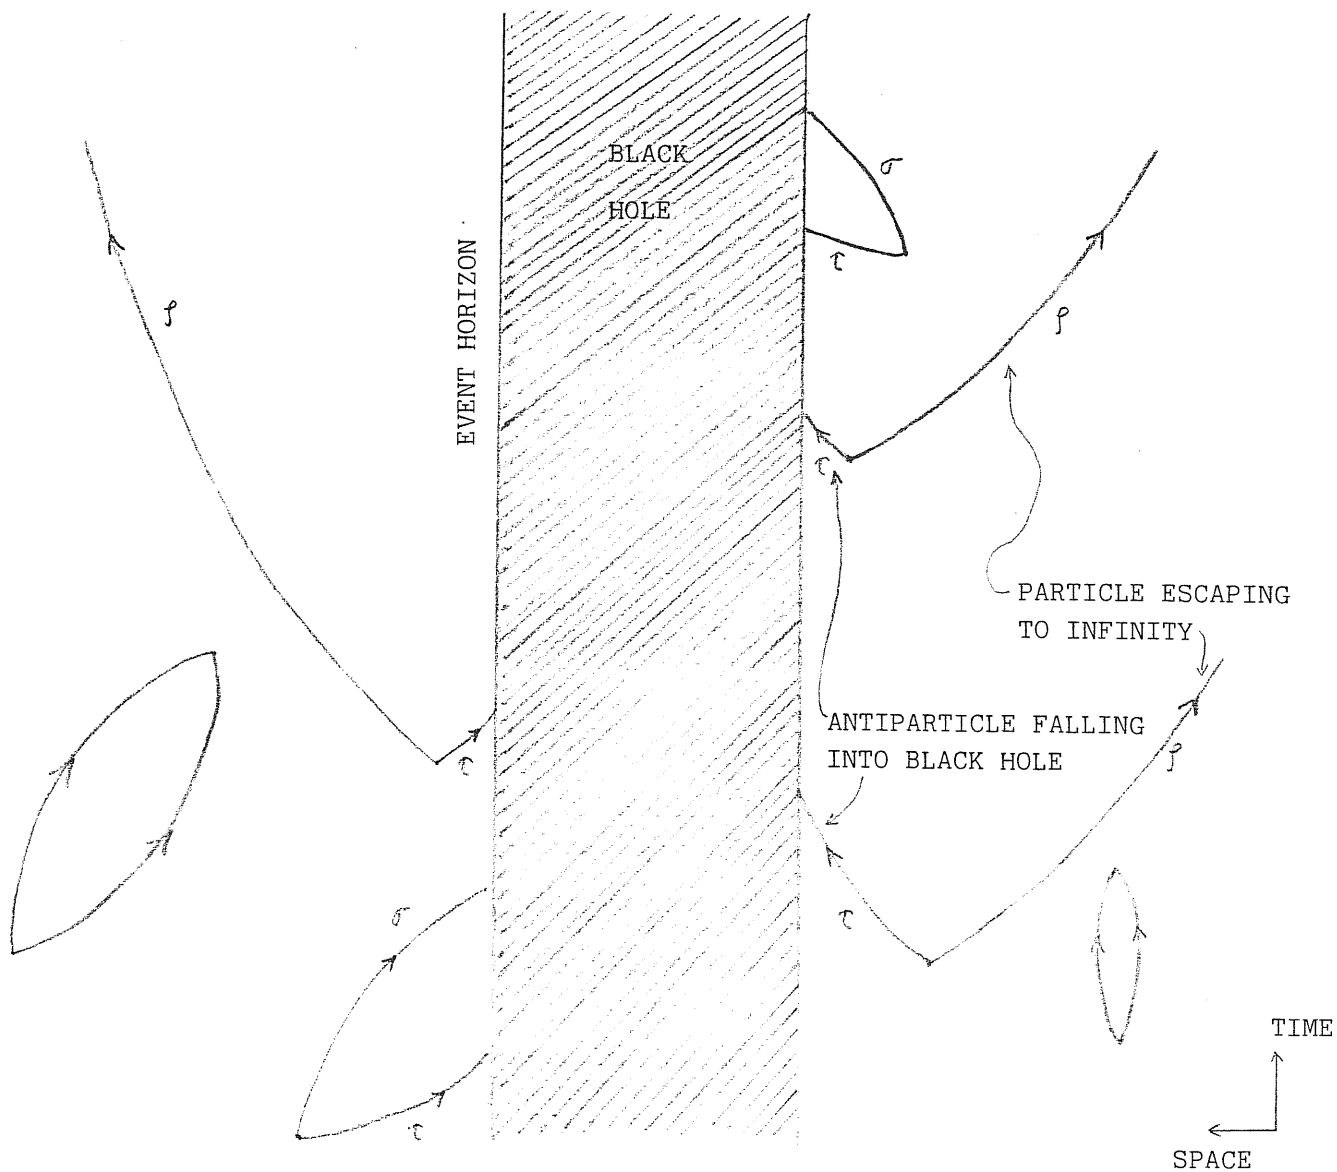 BLACK
HOLE
σ
τ
EVENT HORIZON
ρ
ρ
τ
PARTICLE ESCAPING
TO INFINITY
τ
ANTIPARTICLE FALLING
INTO BLACK HOLE
ρ
σ
τ
τ
TIME
SPACE